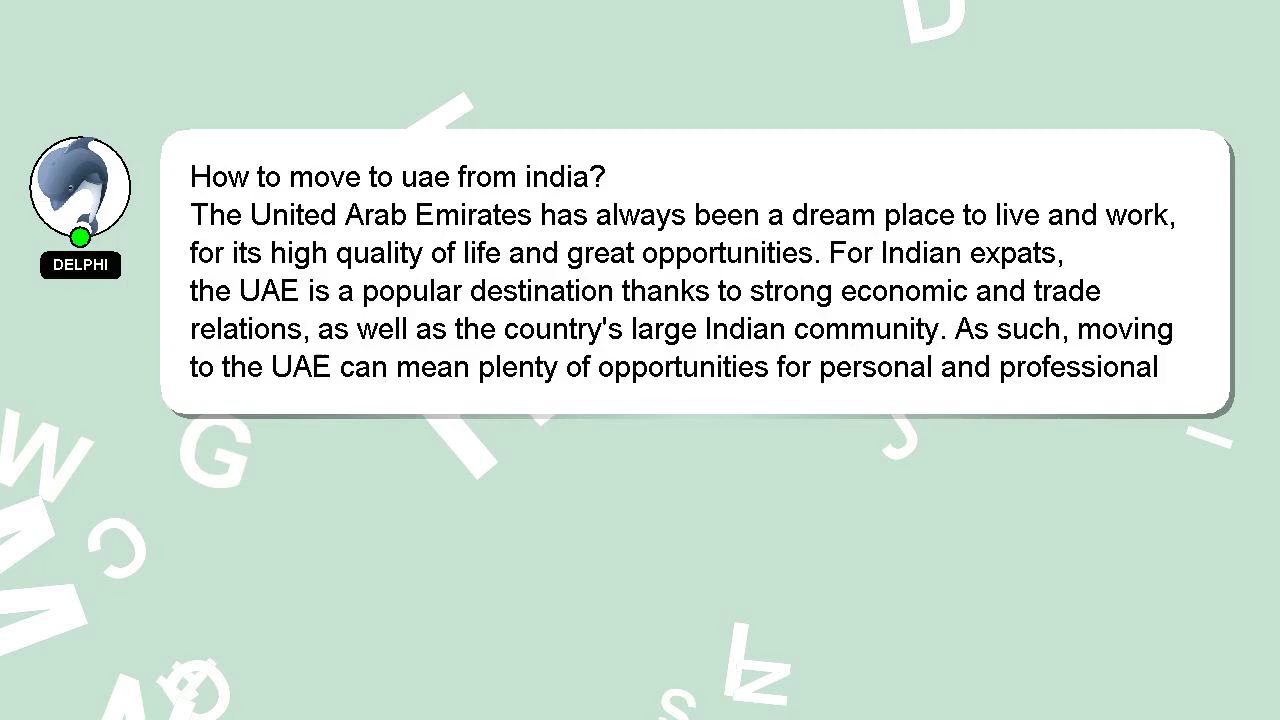 How to move to uae from india?
The United Arab Emirates has always been a dream place to live and work,
for its high quality of life and great opportunities. For Indian expats,
the UAE is a popular destination thanks to strong economic and trade
relations, as well as the country's large Indian community. As such, moving
to the UAE can mean plenty of opportunities for personal and professional
DELPHI
D
W
G
J
I
C
S
Z